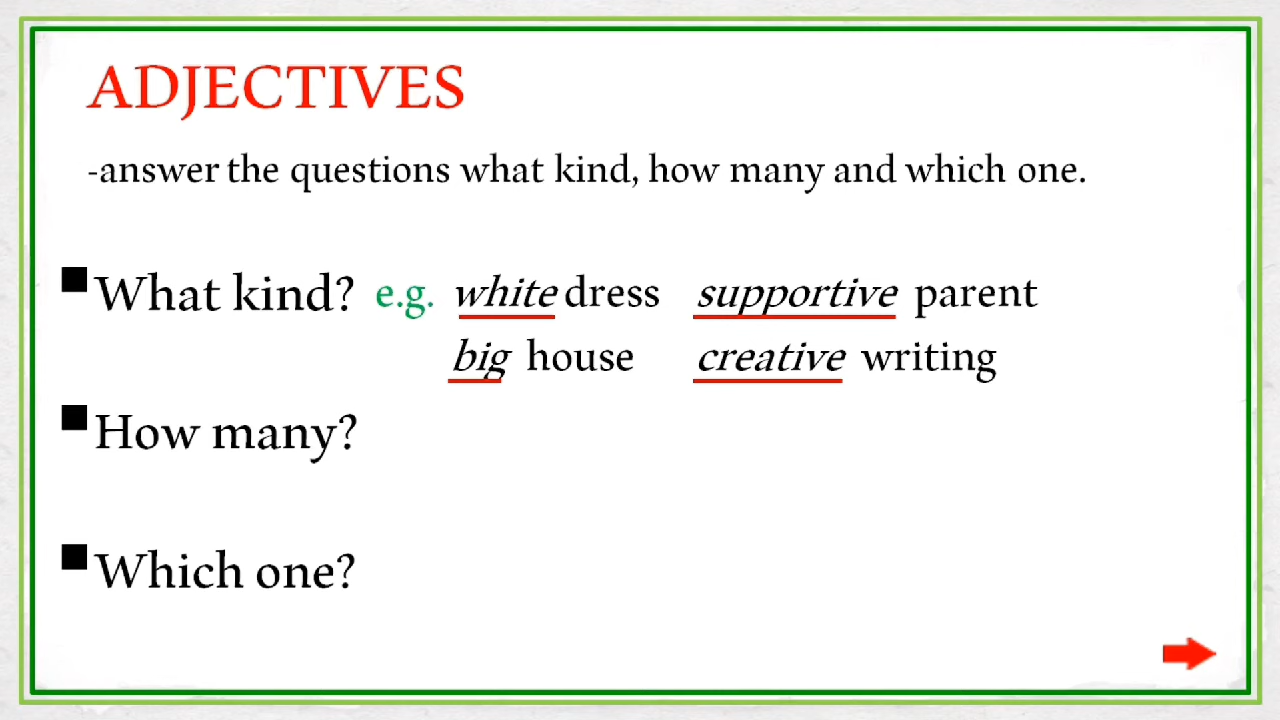 ADJECTIVES
-answer the questions what kind, how many and which one.
What kind? e.g. white dress supportive parent
big house creative writing
How many?
Which one?